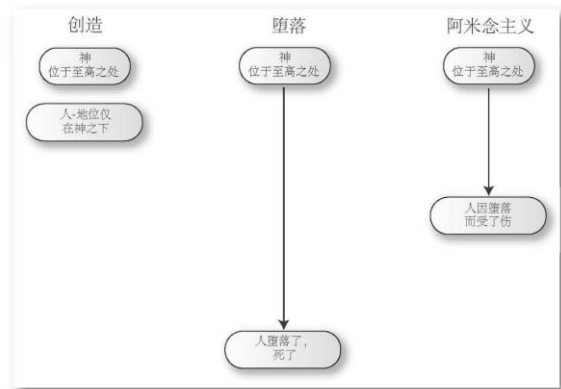 创造
神
位于至高之处
人-地位仅
在神之下
堕落
神
位于至高之处
人堕落了，
死了
阿米念主义
神
位于至高之处
人因堕落
而受了伤